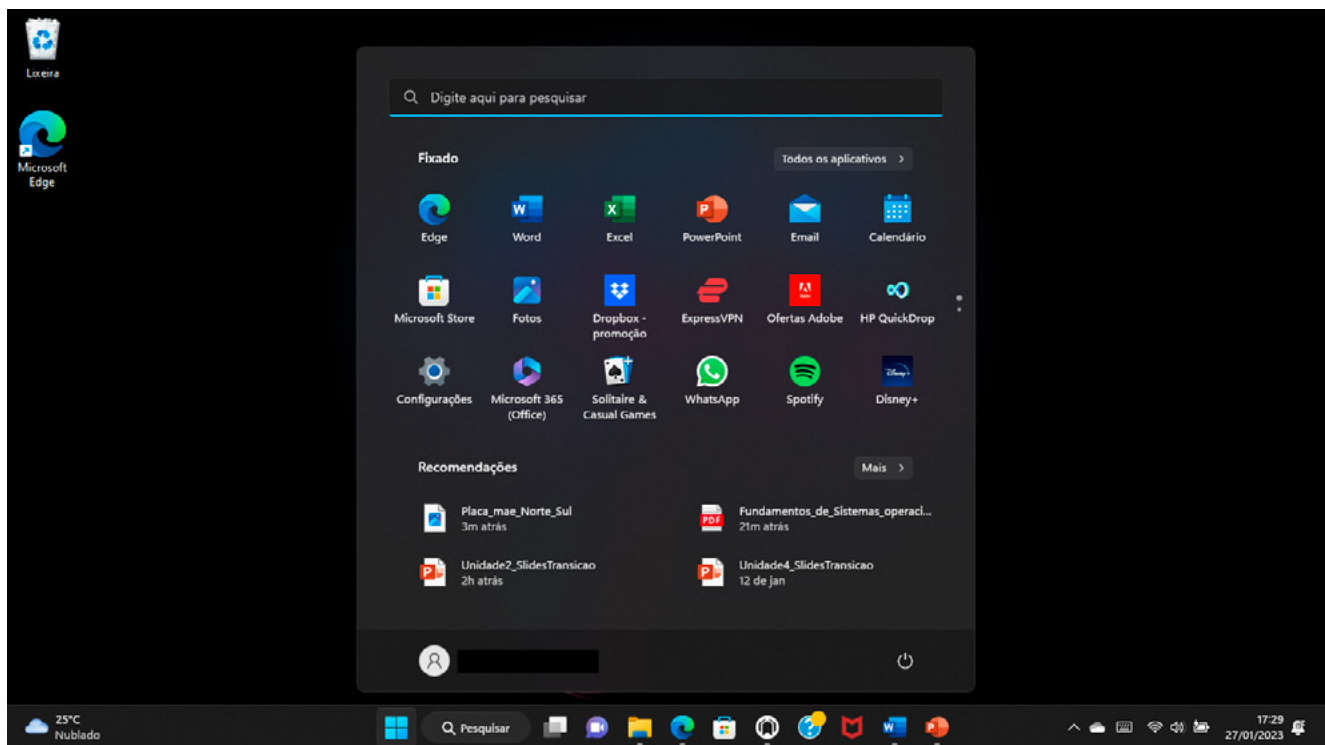 Lixeira
Microsoft
Edge
Digite aqui para pesquisar
Fixado
Todos os aplicativos
Edge
Word
Excel
PowerPoint
Email
Calendário
Microsoft Store
Fotos
Dropbox -
promoção
ExpressVPN
Ofertas Adobe
HP QuickDrop
Configurações
Microsoft 365
(Office)
Solitaire &
Casual Games
WhatsApp
Spotify
Disney+
Recomendações
Mais
Placa_mae_Norte_Sul
3m atrás
Fundamentos_de_Sistemas_operaci...
21m atrás
Unidade2_SlidesTransicao
2h atrás
Unidade4_SlidesTransicao
12 de jan
25°C
Nublado
Pesquisar
17:29
27/01/2023